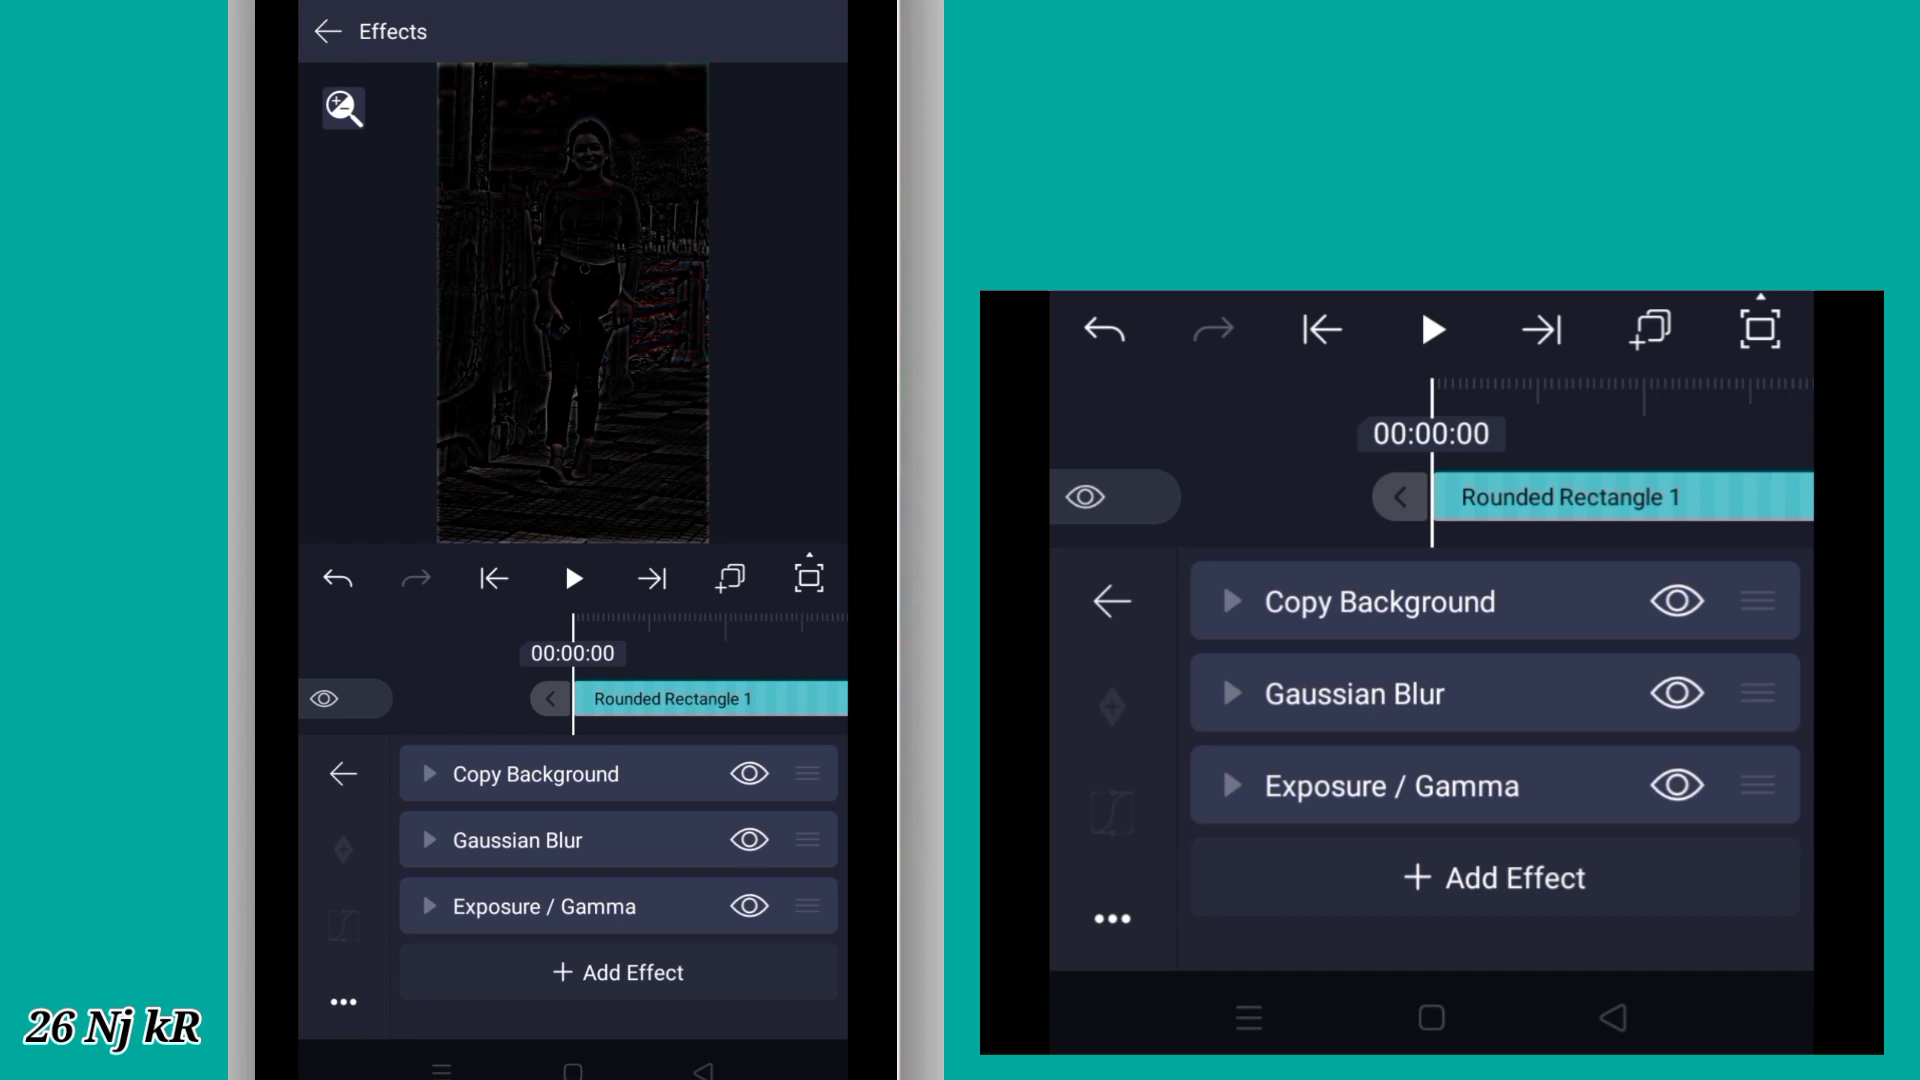 Effects
00:00:00
Rounded Rectangle 1
Copy Background
Gaussian Blur
Exposure / Gamma
+ Add Effect
26 Nj kR
00:00:00
Rounded Rectangle 1
Copy Background
Gaussian Blur
Exposure / Gamma
+ Add Effect